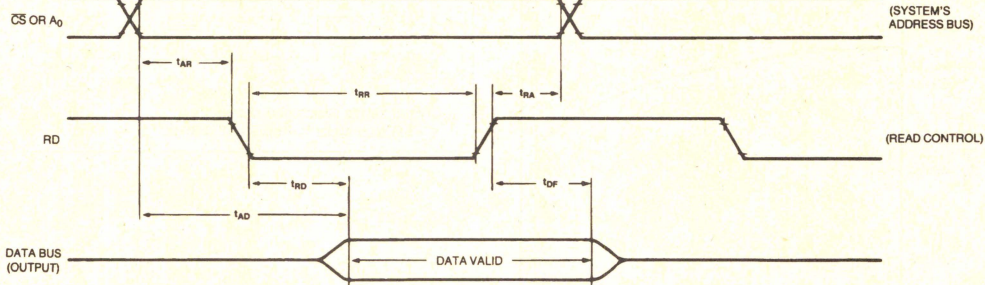 C̅S̅ OR A₀
(SYSTEM'S
ADDRESS BUS)
tAR
tRR
tRA
RD
(READ CONTROL)
tRD
tDF
tAD
DATA BUS
(OUTPUT)
DATA VALID